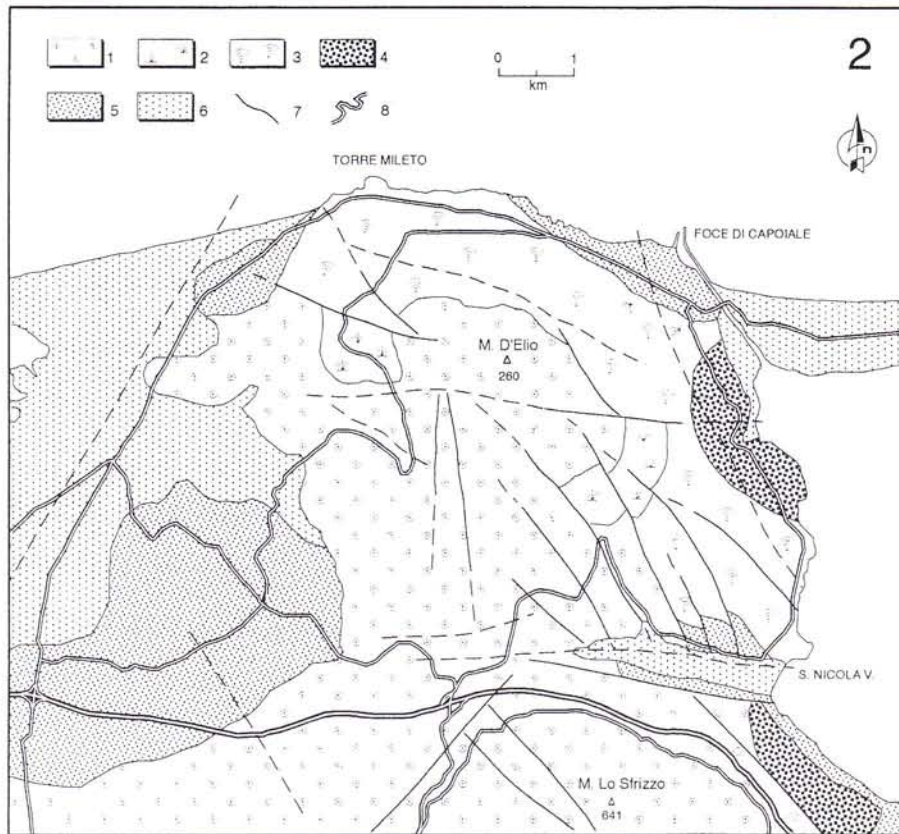 1 2 3 4
5 6 7 8
0 1
km
2
n
TORRE MILETO
FOCE DI CAPOIALE
M. D'Elio
260
S. NICOLA V.
M. Lo Sfrizzo
641